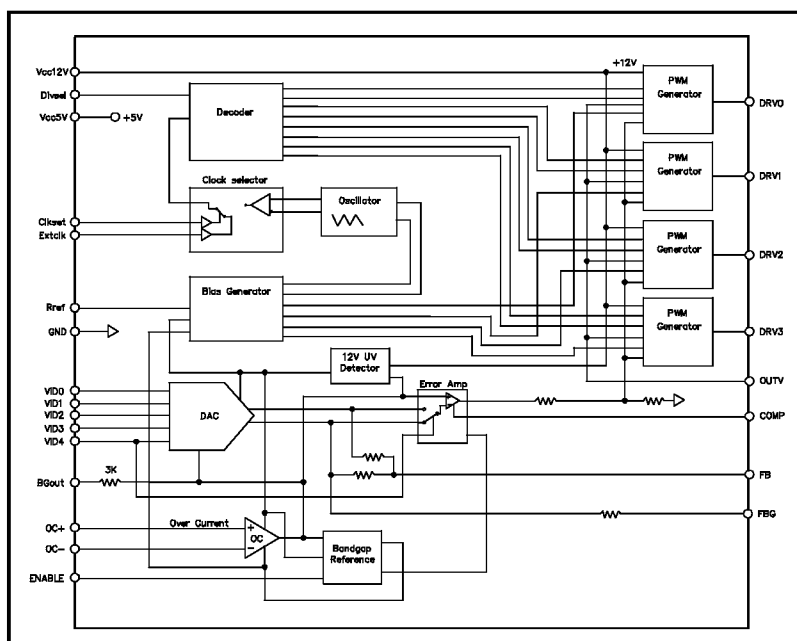 Vcc12V
Divsel
Vcc5V
+5V
Decoder
+12V
PWM
Generator
DRV0
PWM
Generator
DRV1
Clock selector
Oscillator
Clkset
Extclk
PWM
Generator
DRV2
Bias Generator
Rref
GND
PWM
Generator
DRV3
12V UV
Detector
Error Amp
OUTV
VID0
VID1
VID2
VID3
VID4
DAC
COMP
BGout
3K
FB
FBG
OC+
Over Current
+
OC
−
OC-
Bandgap
Reference
ENABLE